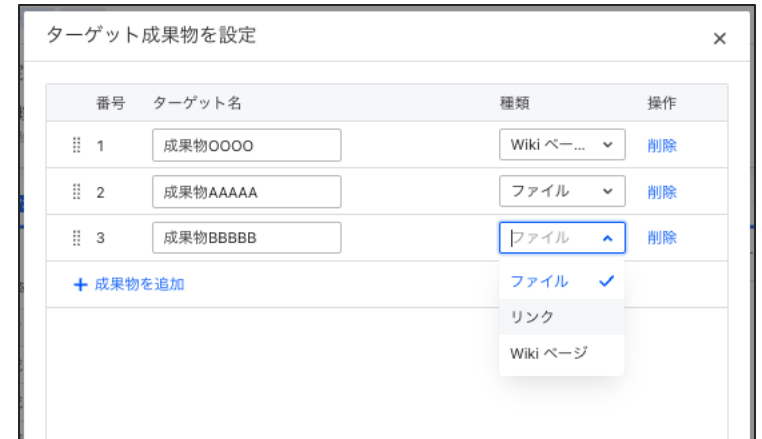 ターゲット成果物を設定
番号 ターゲット名 種類 操作
1 成果物OOOO Wiki ペー... 削除
2 成果物AAAAA ファイル 削除
3 成果物BBBBB ファイル 削除
+ 成果物を追加
ファイル
リンク
Wiki ページ